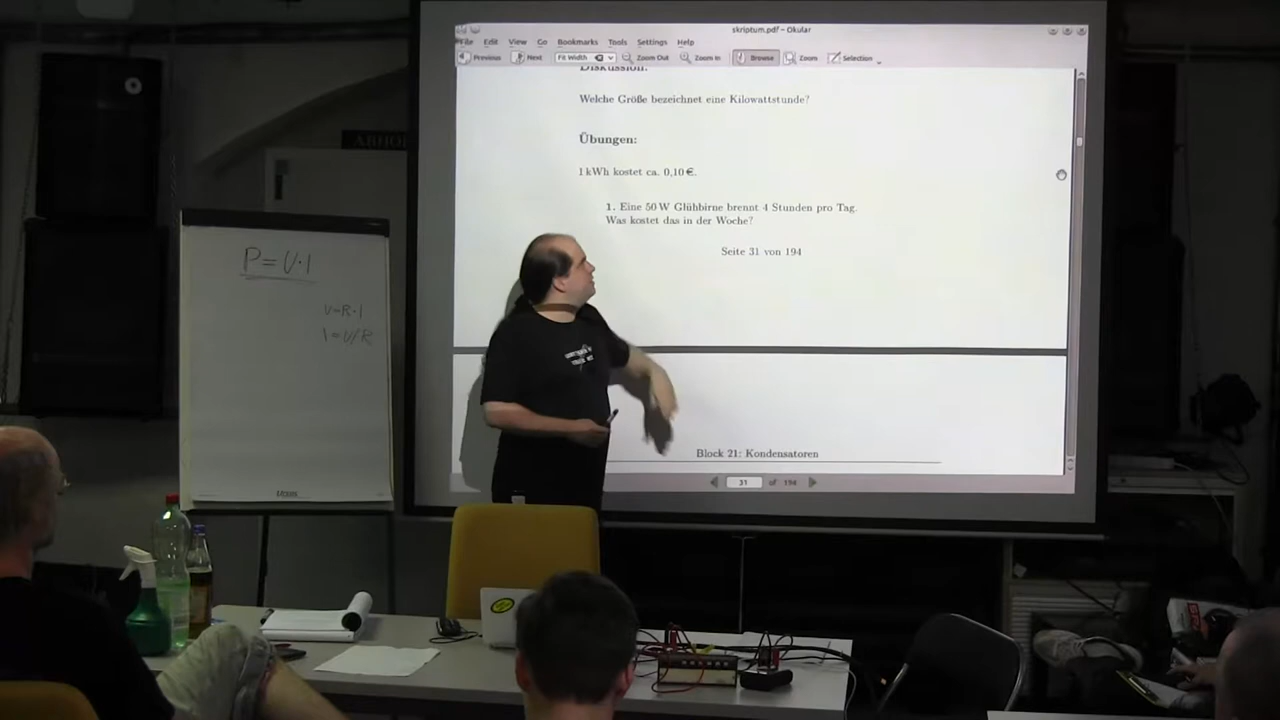 skriptum.pdf – Okular
File Edit View Go Bookmarks Tools Settings Help
Previous Next Fit Width Zoom Out Zoom In Browse Zoom Selection
Diskussion:
Welche Größe bezeichnet eine Kilowattstunde?
Übungen:
1 kWh kostet ca. 0,10 €.
1. Eine 50 W Glühbirne brennt 4 Stunden pro Tag.
Was kostet das in der Woche?
Seite 31 von 194
Block 21: Kondensatoren
31 of 194
P=U·I
U=R·I
I=U/R